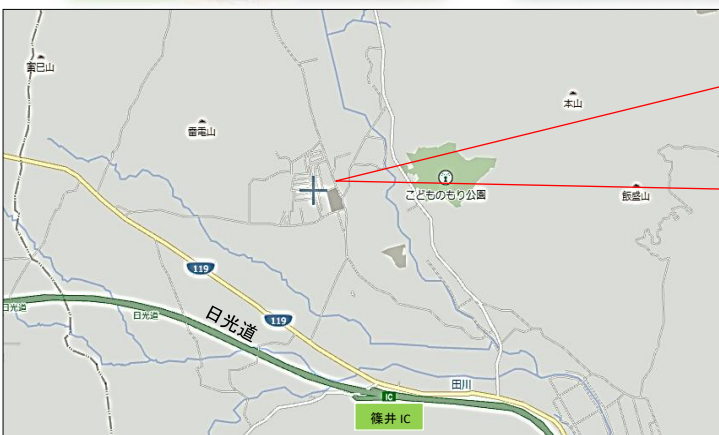 富巳山
本山
雷電山
こどものもり公園
飯盛山
119
119
日光道
日光道
日光道
田川
IC
篠井 IC